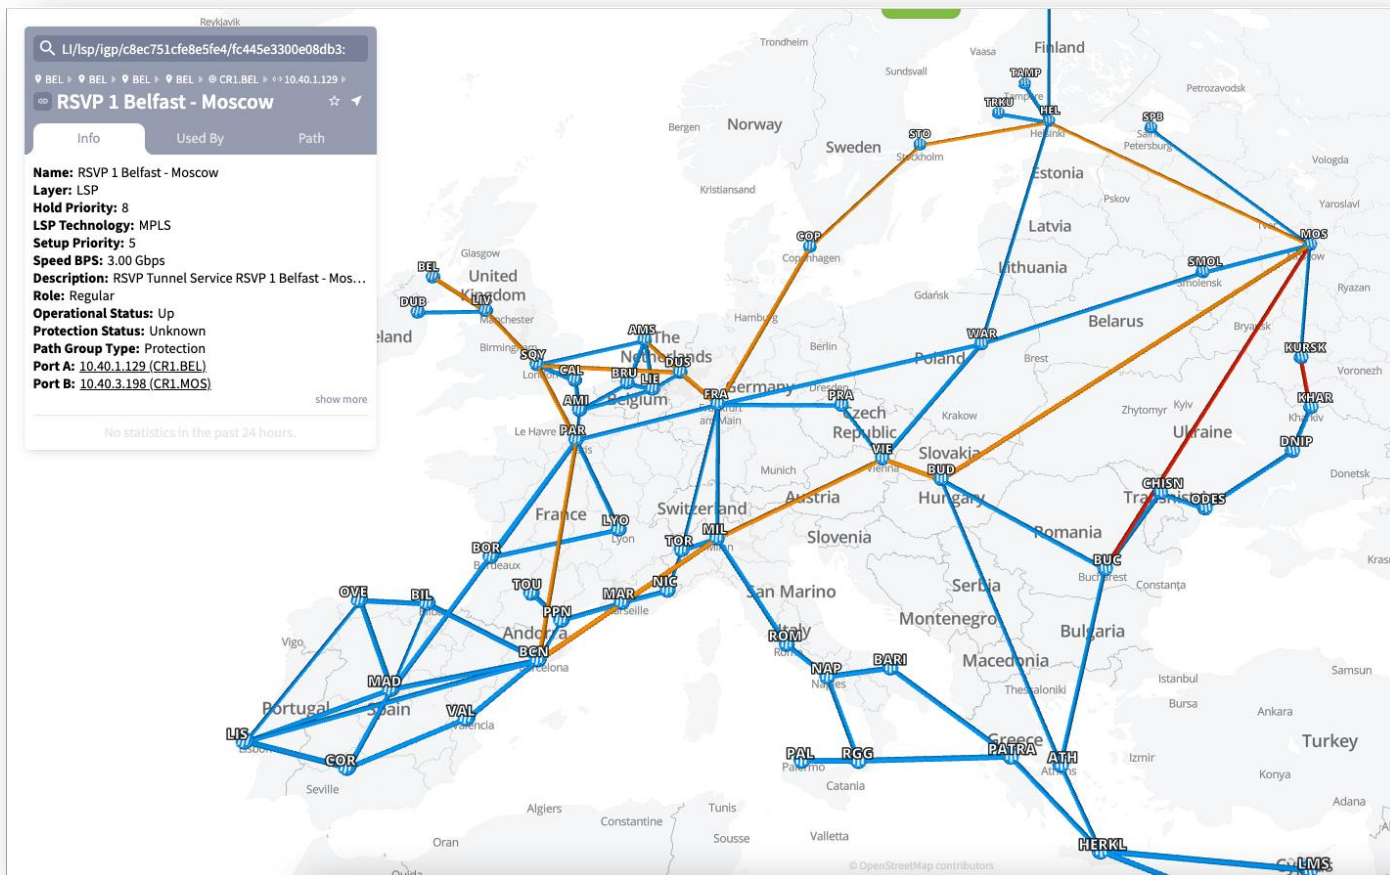 Reykjavik
LI/lsp/igp/c8ec751cfe8e5fe4/fc445e3300e08db3:
BEL BEL BEL BEL CR1.BEL 10.40.1.129
RSVP 1 Belfast - Moscow
Info Used By Path
Name: RSVP 1 Belfast - Moscow
Layer: LSP
Hold Priority: 8
LSP Technology: MPLS
Setup Priority: 5
Speed BPS: 3.00 Gbps
Description: RSVP Tunnel Service RSVP 1 Belfast - Mos...
Role: Regular
Operational Status: Up
Protection Status: Unknown
Path Group Type: Protection
Port A: 10.40.1.129 (CR1.BEL)
Port B: 10.40.3.198 (CR1.MOS)
show more
No statistics in the past 24 hours.
Trondheim
Vaasa
Finland
Sundsvall
TAMP
Tampere
Petrozavodsk
TRKU
HEL
Helsinki
SPB
Saint
Petersburg
Bergen
Norway
Sweden
STO
Stockholm
Vologda
Estonia
Kristiansand
Pskov
Yaroslavl
Latvia
Tver
MOS
COP
Copenhagen
Glasgow
BEL
United
Kingdom
Lithuania
SMOL
Smolensk
Ryazan
DUB
LIV
Manchester
Gdańsk
eland
Hamburg
Belarus
Bryansk
AMS
The
Netherlands
WAR
Poland
Birmingham
SQY
London
Berlin
Brest
KURSK
CAL
BRU
LIE
DUS
Voronezh
Belgium
AMI
FRA
Frankfurt
am Main
Germany
Dresden
PRA
Czech
Republic
KHAR
Kharkiv
Zhytomyr
Kyiv
Krakow
Ukraine
Le Havre
PAR
Paris
DNIP
VIE
Vienna
Slovakia
BUD
Hungary
Donetsk
Munich
CHISN
ODES
Austria
France
Switzerland
LYO
Lyon
TOR
MIL
Milan
Slovenia
Romania
BOR
Bordeaux
BUC
Bucharest
Constanța
OVE
BIL
TOU
MAR
Marseille
NIC
San Marino
Serbia
PPN
Andorra
Vigo
Montenegro
Bulgaria
ROM
Italy
BCN
Barcelona
NAP
Naples
BARI
Macedonia
Samsun
Istanbul
MAD
Spain
Thessaloniki
Bursa
Portugal
VAL
Valencia
Ankara
LIS
Lisbon
COR
PAL
Palermo
RGG
Greece
PATRA
ATH
Athens
Izmir
Turkey
Seville
Catania
Konya
Algiers
Tunis
Adana
Constantine
Sousse
Valletta
Oran
HERKL
LMS
Oujda
© OpenStreetMap contributors